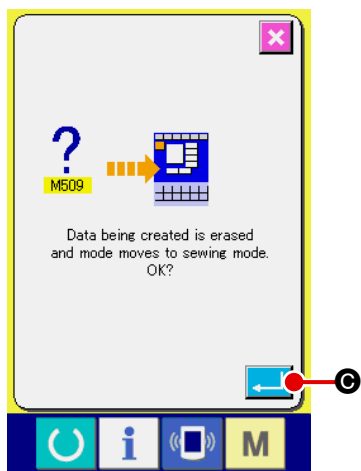 ?
M509
Data being created is erased
and mode moves to sewing mode.
OK?
C
i
M